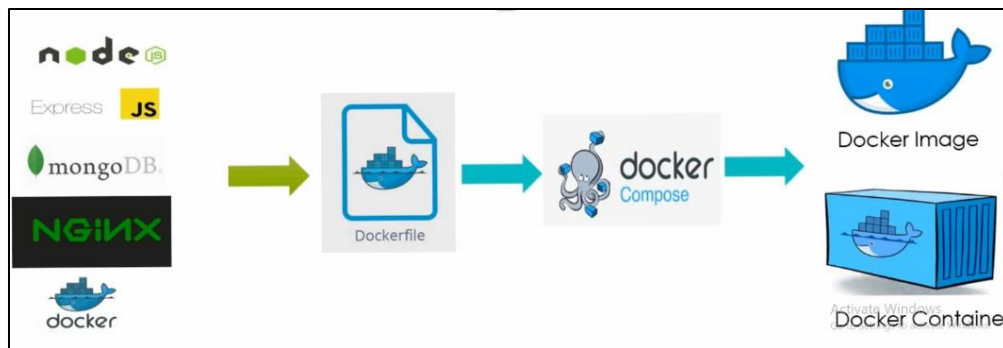 node JS
Express JS
mongoDB.
NGiNX
docker
Dockerfile
docker
Compose
Docker Image
Activate Windows
Docker Containe